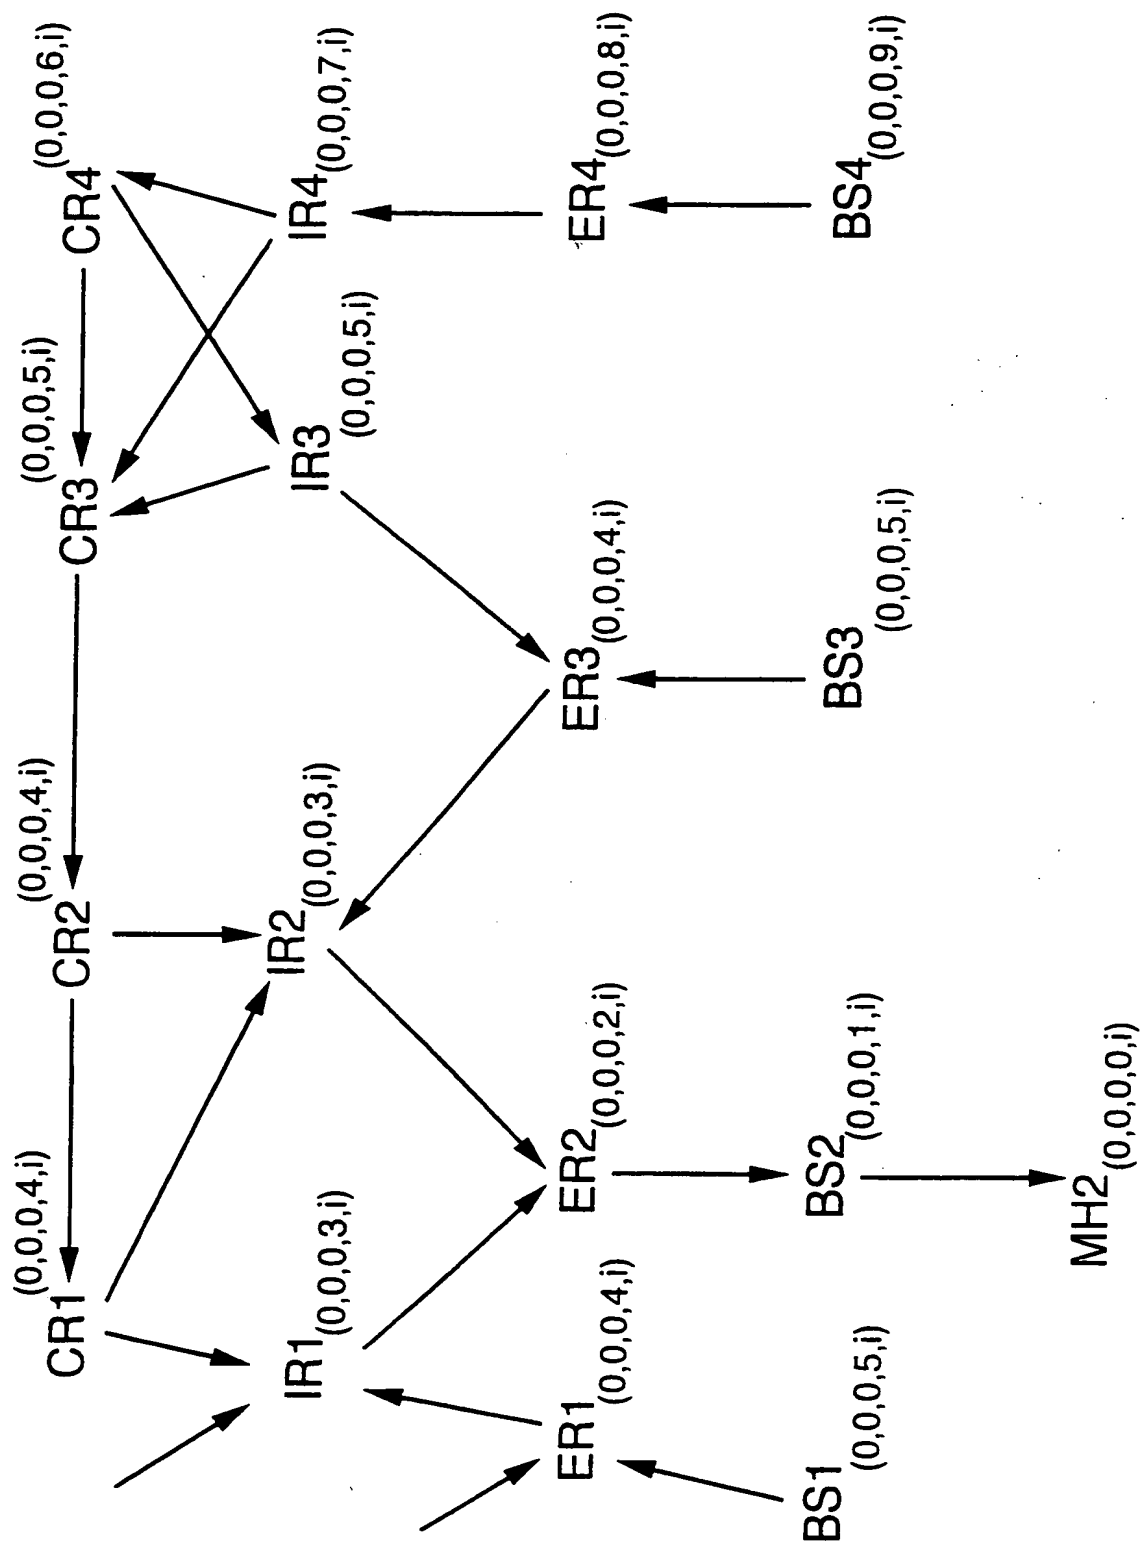 CR1 (0,0,0,4,i)
CR2 (0,0,0,4,i)
CR3 (0,0,0,5,i)
CR4 (0,0,0,6,i)
IR1 (0,0,0,3,i)
IR2 (0,0,0,3,i)
IR3 (0,0,0,5,i)
IR4 (0,0,0,7,i)
ER1 (0,0,0,4,i)
ER2 (0,0,0,2,i)
ER3 (0,0,0,4,i)
ER4 (0,0,0,8,i)
BS1 (0,0,0,5,i)
BS2 (0,0,0,1,i)
BS3 (0,0,0,5,i)
BS4 (0,0,0,9,i)
MH2 (0,0,0,0,i)